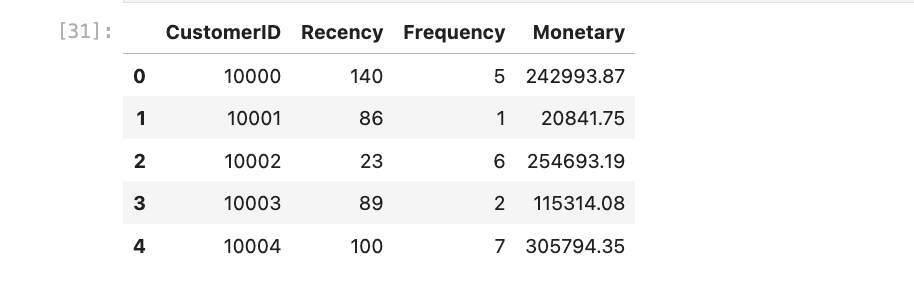 [31]: CustomerID Recency Frequency Monetary
0 10000 140 5 242993.87
1 10001 86 1 20841.75
2 10002 23 6 254693.19
3 10003 89 2 115314.08
4 10004 100 7 305794.35